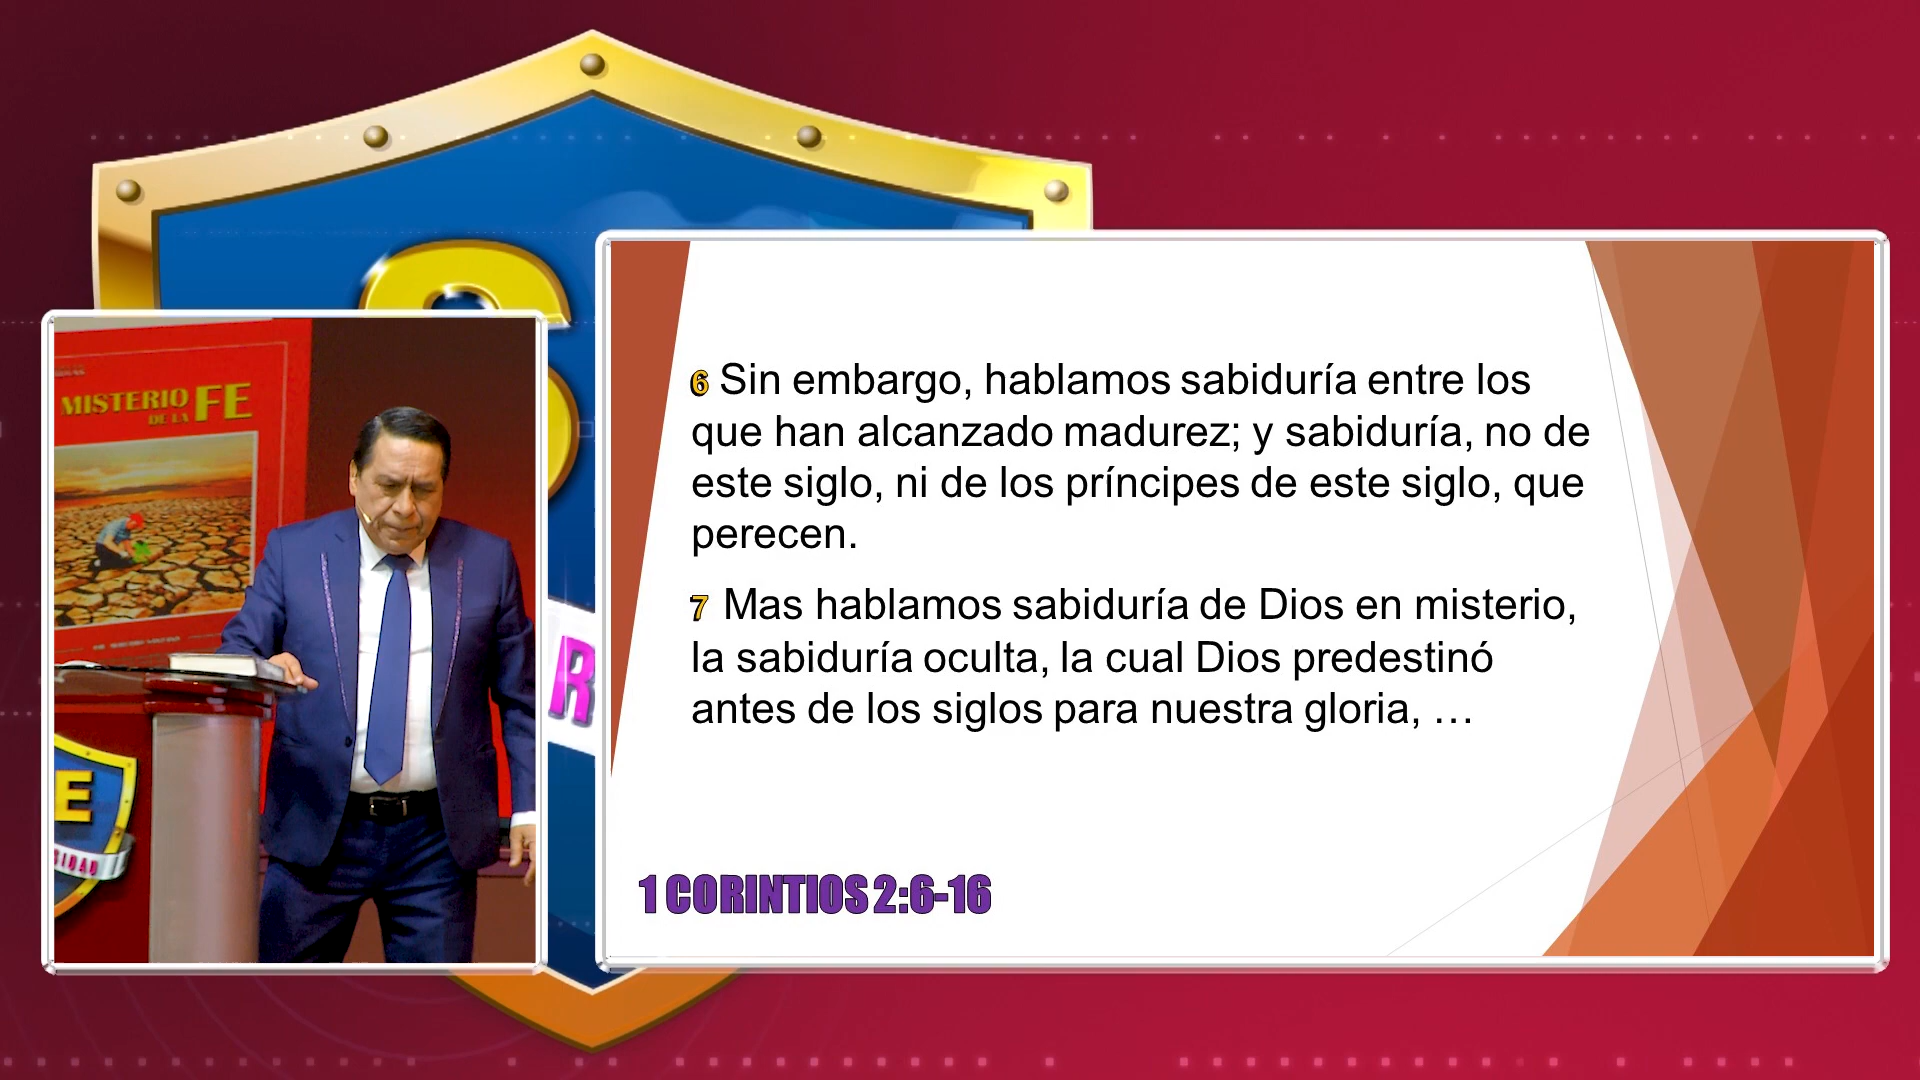 MISTERIO
DE LA FE
E
SIDAD
R
6 Sin embargo, hablamos sabiduría entre los
que han alcanzado madurez; y sabiduría, no de
este siglo, ni de los príncipes de este siglo, que
perecen.
7 Mas hablamos sabiduría de Dios en misterio,
la sabiduría oculta, la cual Dios predestinó
antes de los siglos para nuestra gloria, …
1 CORINTIOS 2:6-16